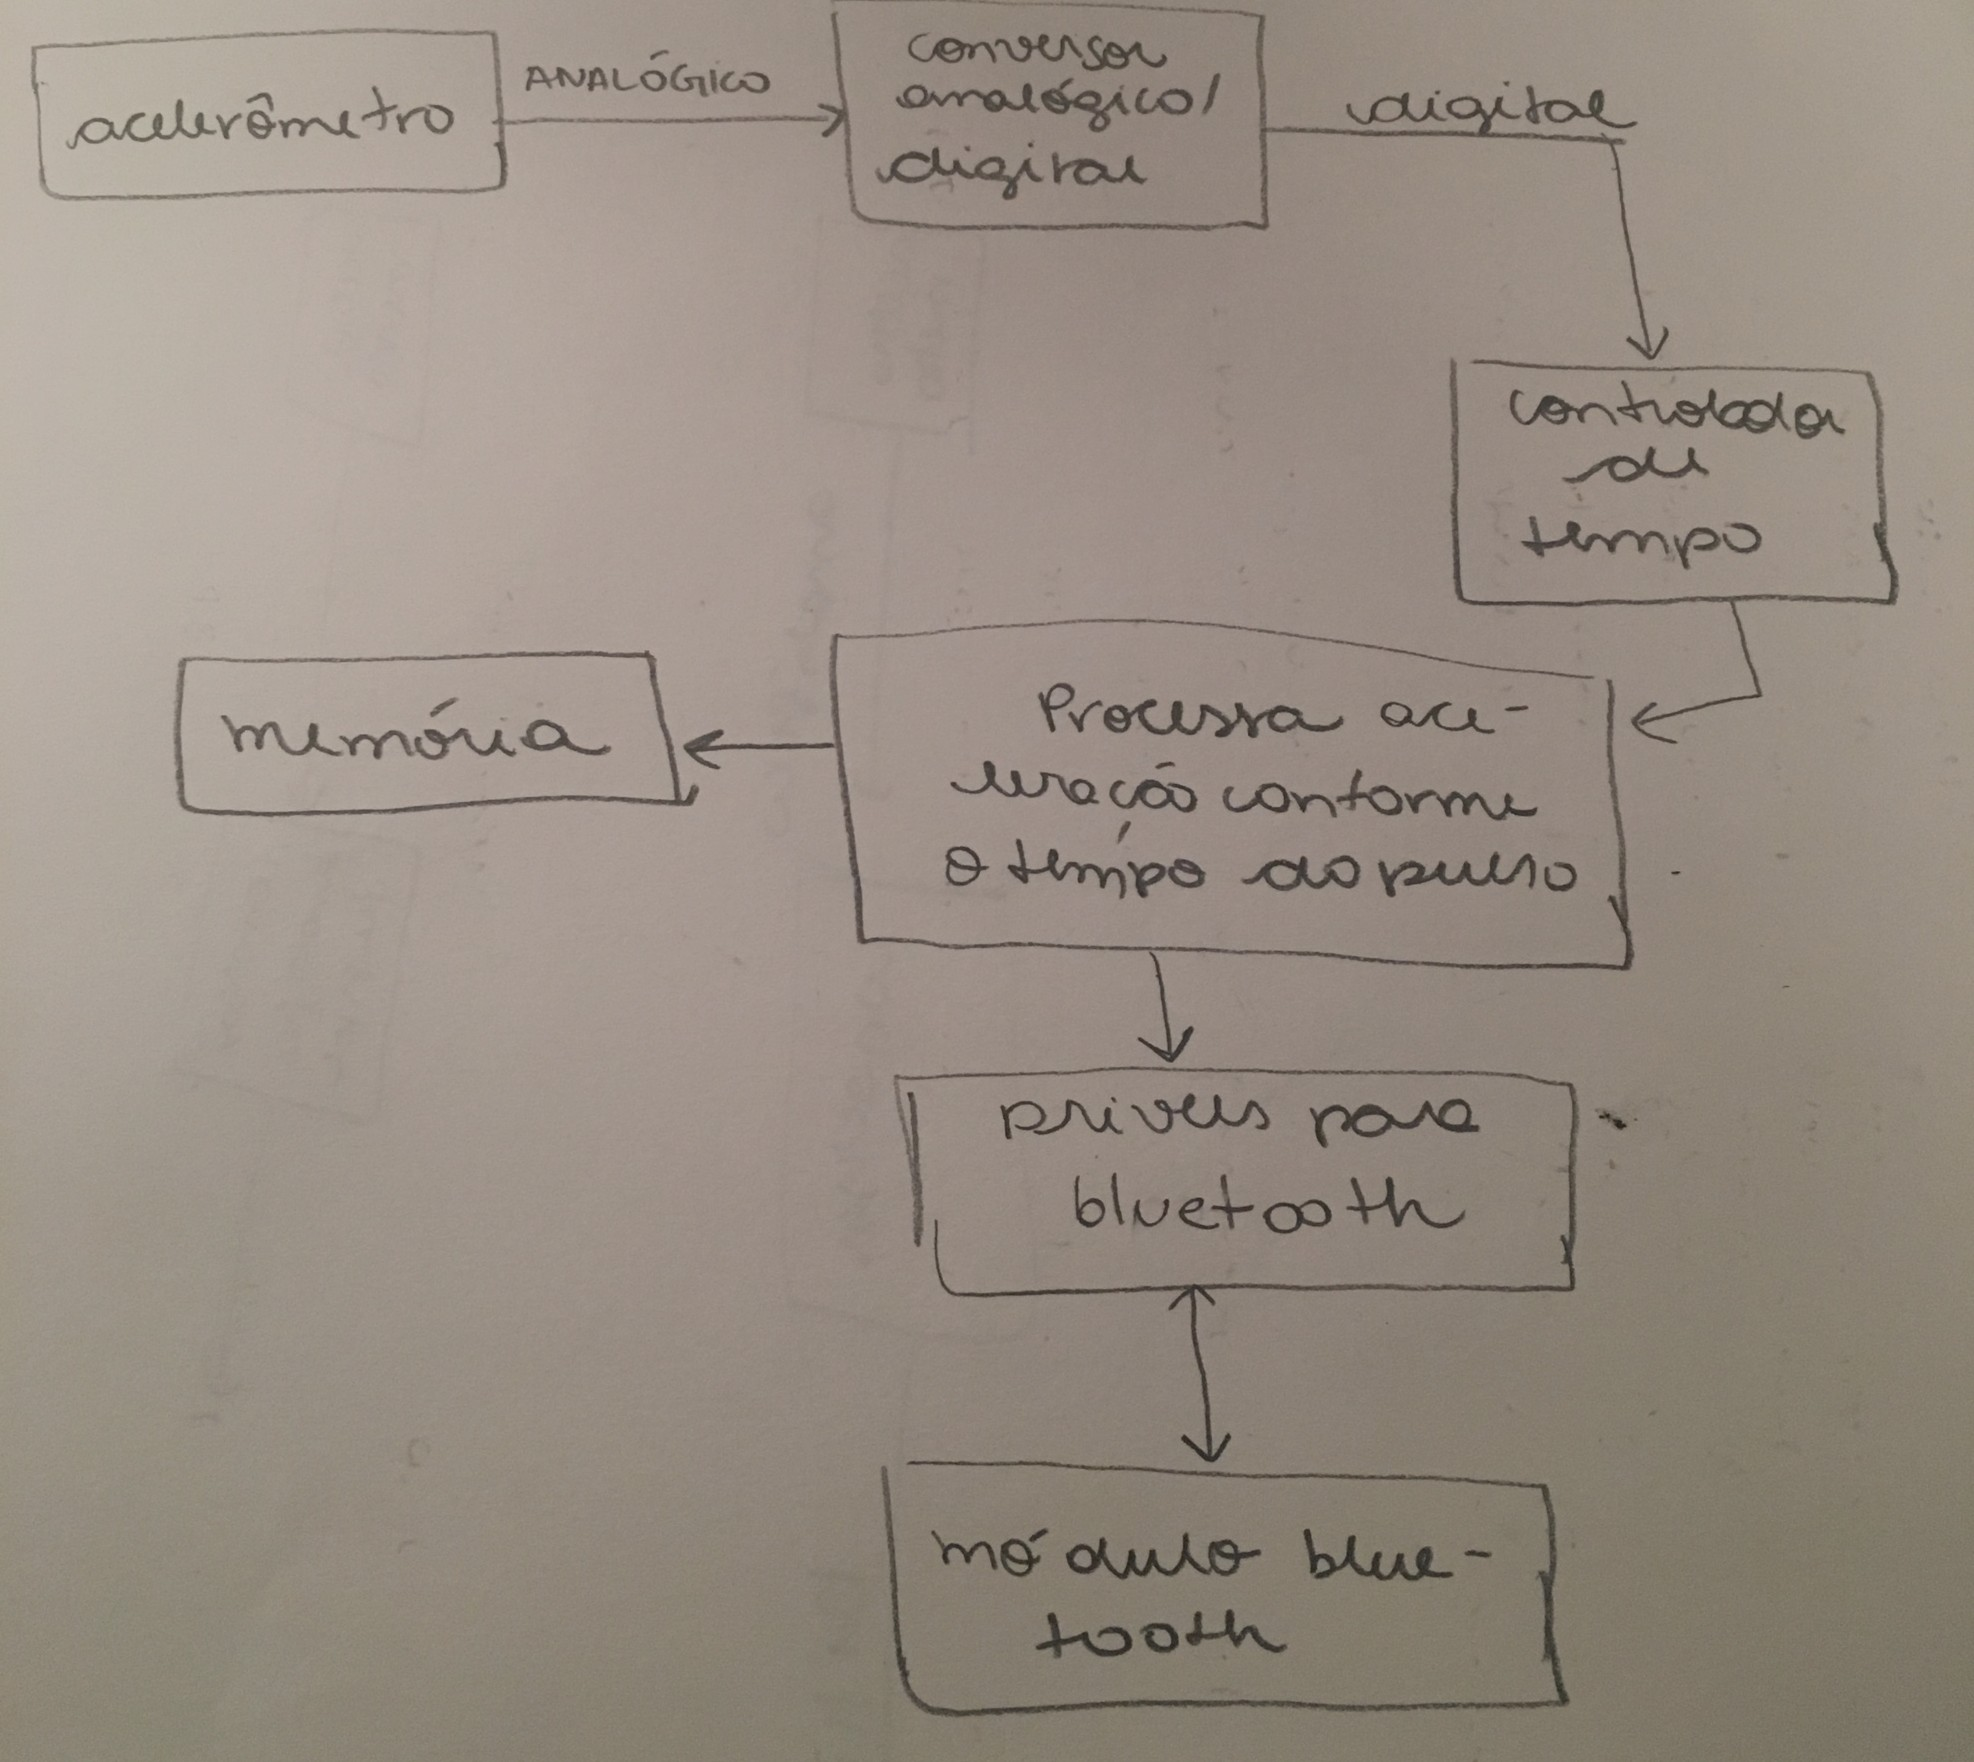 acelerômetro
ANALÓGICO
conversor
analógico/
digital
digital
controlador
de
tempo
memória
Processa ace-
leração conforme
o tempo do pulso
drivers para
bluetooth
módulo blue-
tooth